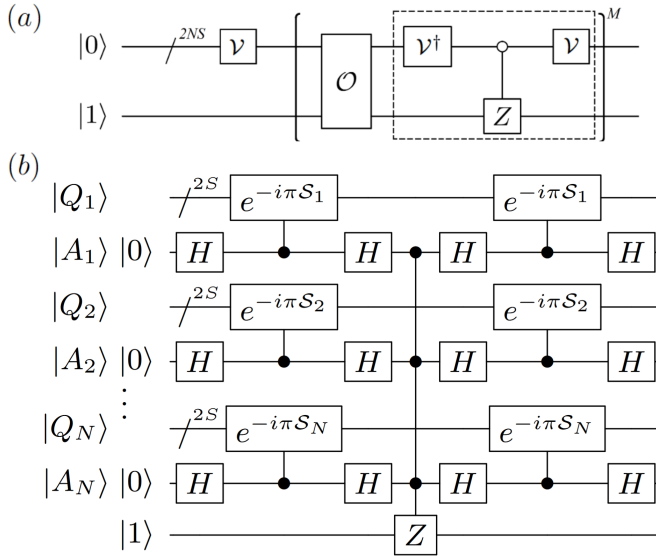 (a)
|0⟩ 2NS 𝒱 𝒪 𝒱† 𝒱 M
|1⟩ Z
(b)
|Q₁⟩ 2S e^{-iπ𝒮₁} e^{-iπ𝒮₁}
|A₁⟩ |0⟩ H H H H
|Q₂⟩ 2S e^{-iπ𝒮₂} e^{-iπ𝒮₂}
|A₂⟩ |0⟩ H H H H
⋮
|Q_N⟩ 2S e^{-iπ𝒮_N} e^{-iπ𝒮_N}
|A_N⟩ |0⟩ H H H H
|1⟩ Z